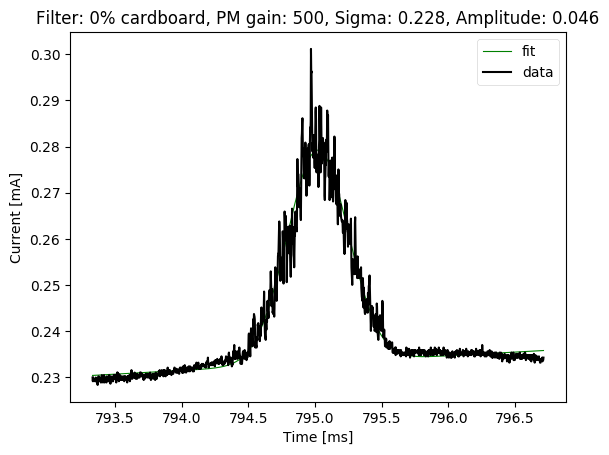 Filter: 0% cardboard, PM gain: 500, Sigma: 0.228, Amplitude: 0.046
fit
data
0.30
0.29
0.28
0.27
0.26
0.25
0.24
0.23
Current [mA]
793.5 794.0 794.5 795.0 795.5 796.0 796.5
Time [ms]